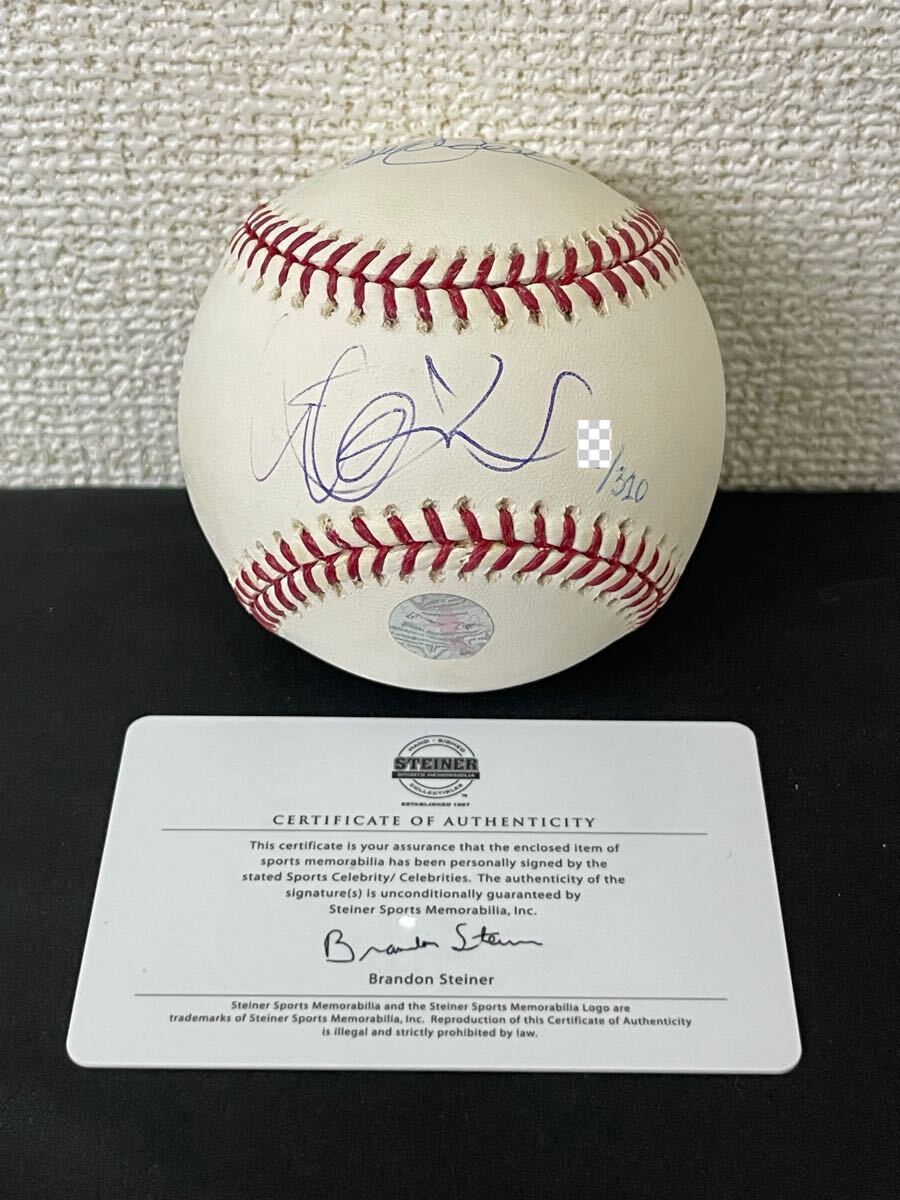 /310
HAND · SIGNED
STEINER
SPORTS MEMORABILIA
COLLECTIBLES
™
ESTABLISHED 1987
CERTIFICATE OF AUTHENTICITY
This certificate is your assurance that the enclosed item of
sports memorabilia has been personally signed by the
stated Sports Celebrity/ Celebrities. The authenticity of the
signature(s) is unconditionally guaranteed by
Steiner Sports Memorabilia, Inc.
Brandon Steiner
Brandon Steiner
Steiner Sports Memorabilia and the Steiner Sports Memorabilia Logo are
trademarks of Steiner Sports Memorabilia, Inc. Reproduction of this Certificate of Authenticity
is illegal and strictly prohibited by law.